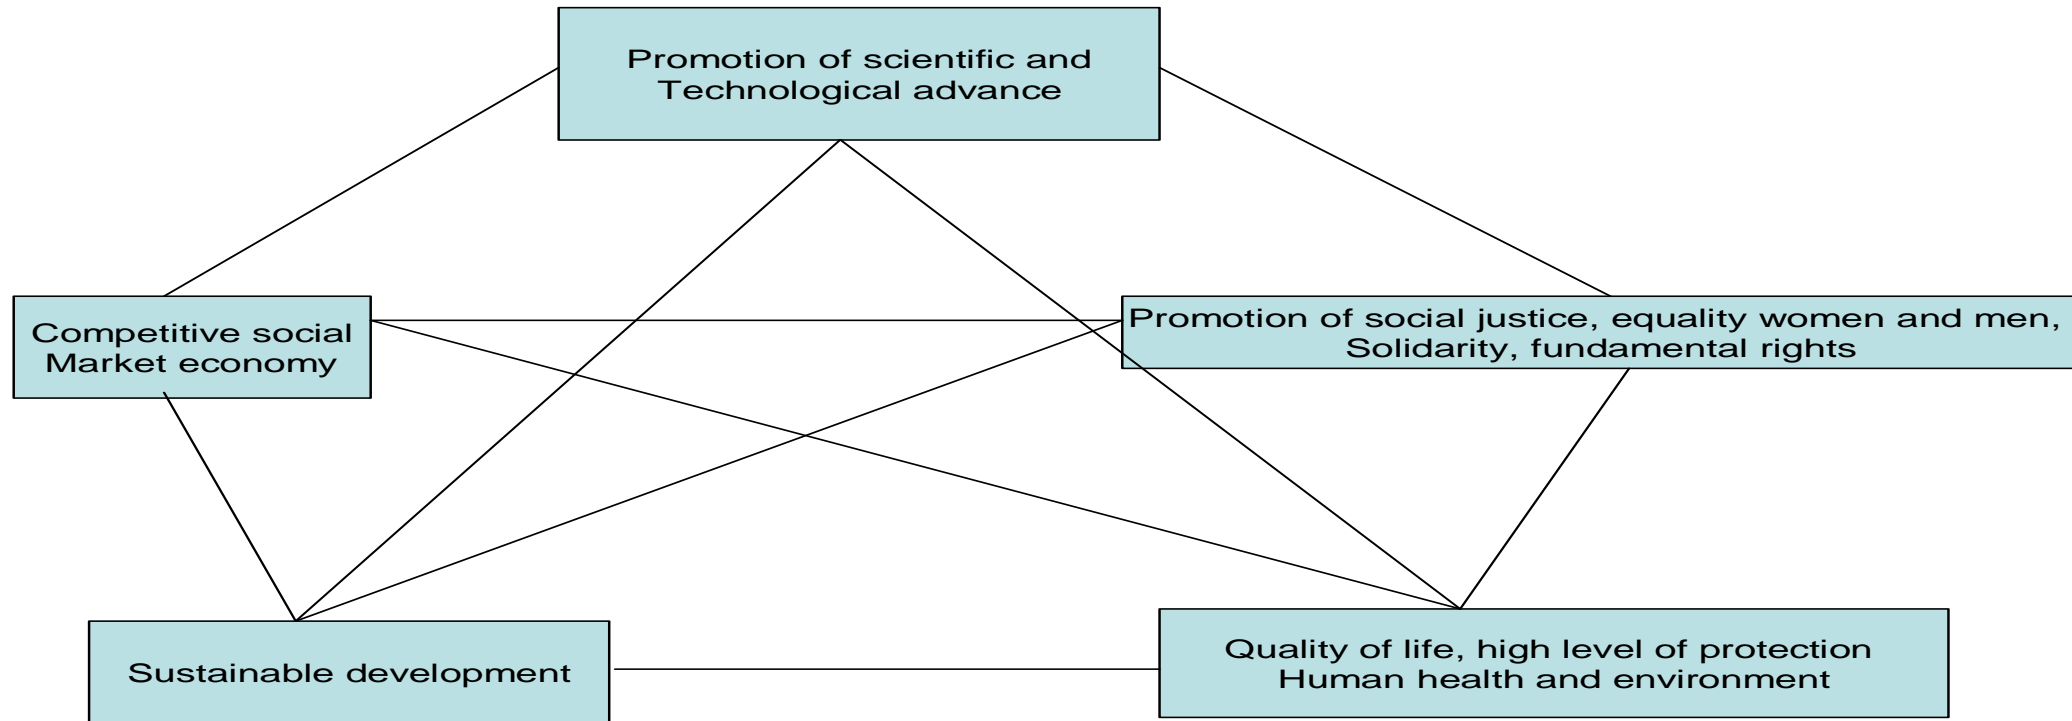 Promotion of scientific and
Technological advance
Competitive social
Market economy
Promotion of social justice, equality women and men,
Solidarity, fundamental rights
Sustainable development
Quality of life, high level of protection
Human health and environment